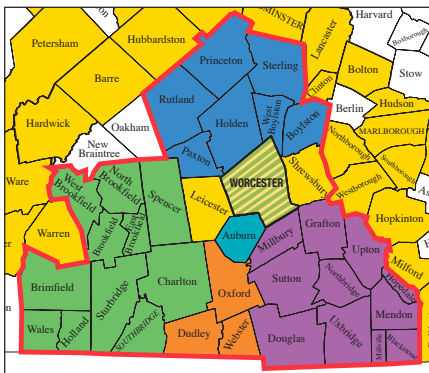 Harvard
MINSTER
Petersham
Hubbardston
Lancaster
Boxborough
Princeton
Sterling
Bolton
Stow
Barre
Clinton
Rutland
Berlin
Hudson
Holden
West
Boylston
Boylston
MARLBOROUGH
Hardwick
Oakham
New
Braintree
Northborough
Southborough
Paxton
Ware
West
Brookfield
North
Brookfield
Spencer
WORCESTER
Shrewsbury
Westborough
Leicester
Hopkinton
Warren
Brookfield
East
Brookfield
Auburn
Millbury
Grafton
Upton
Milford
Hopedale
Brimfield
Sturbridge
Charlton
Oxford
Sutton
Northbridge
Mendon
Wales
Holland
SOUTHBRIDGE
Dudley
Webster
Douglas
Uxbridge
Millville
Blackstone